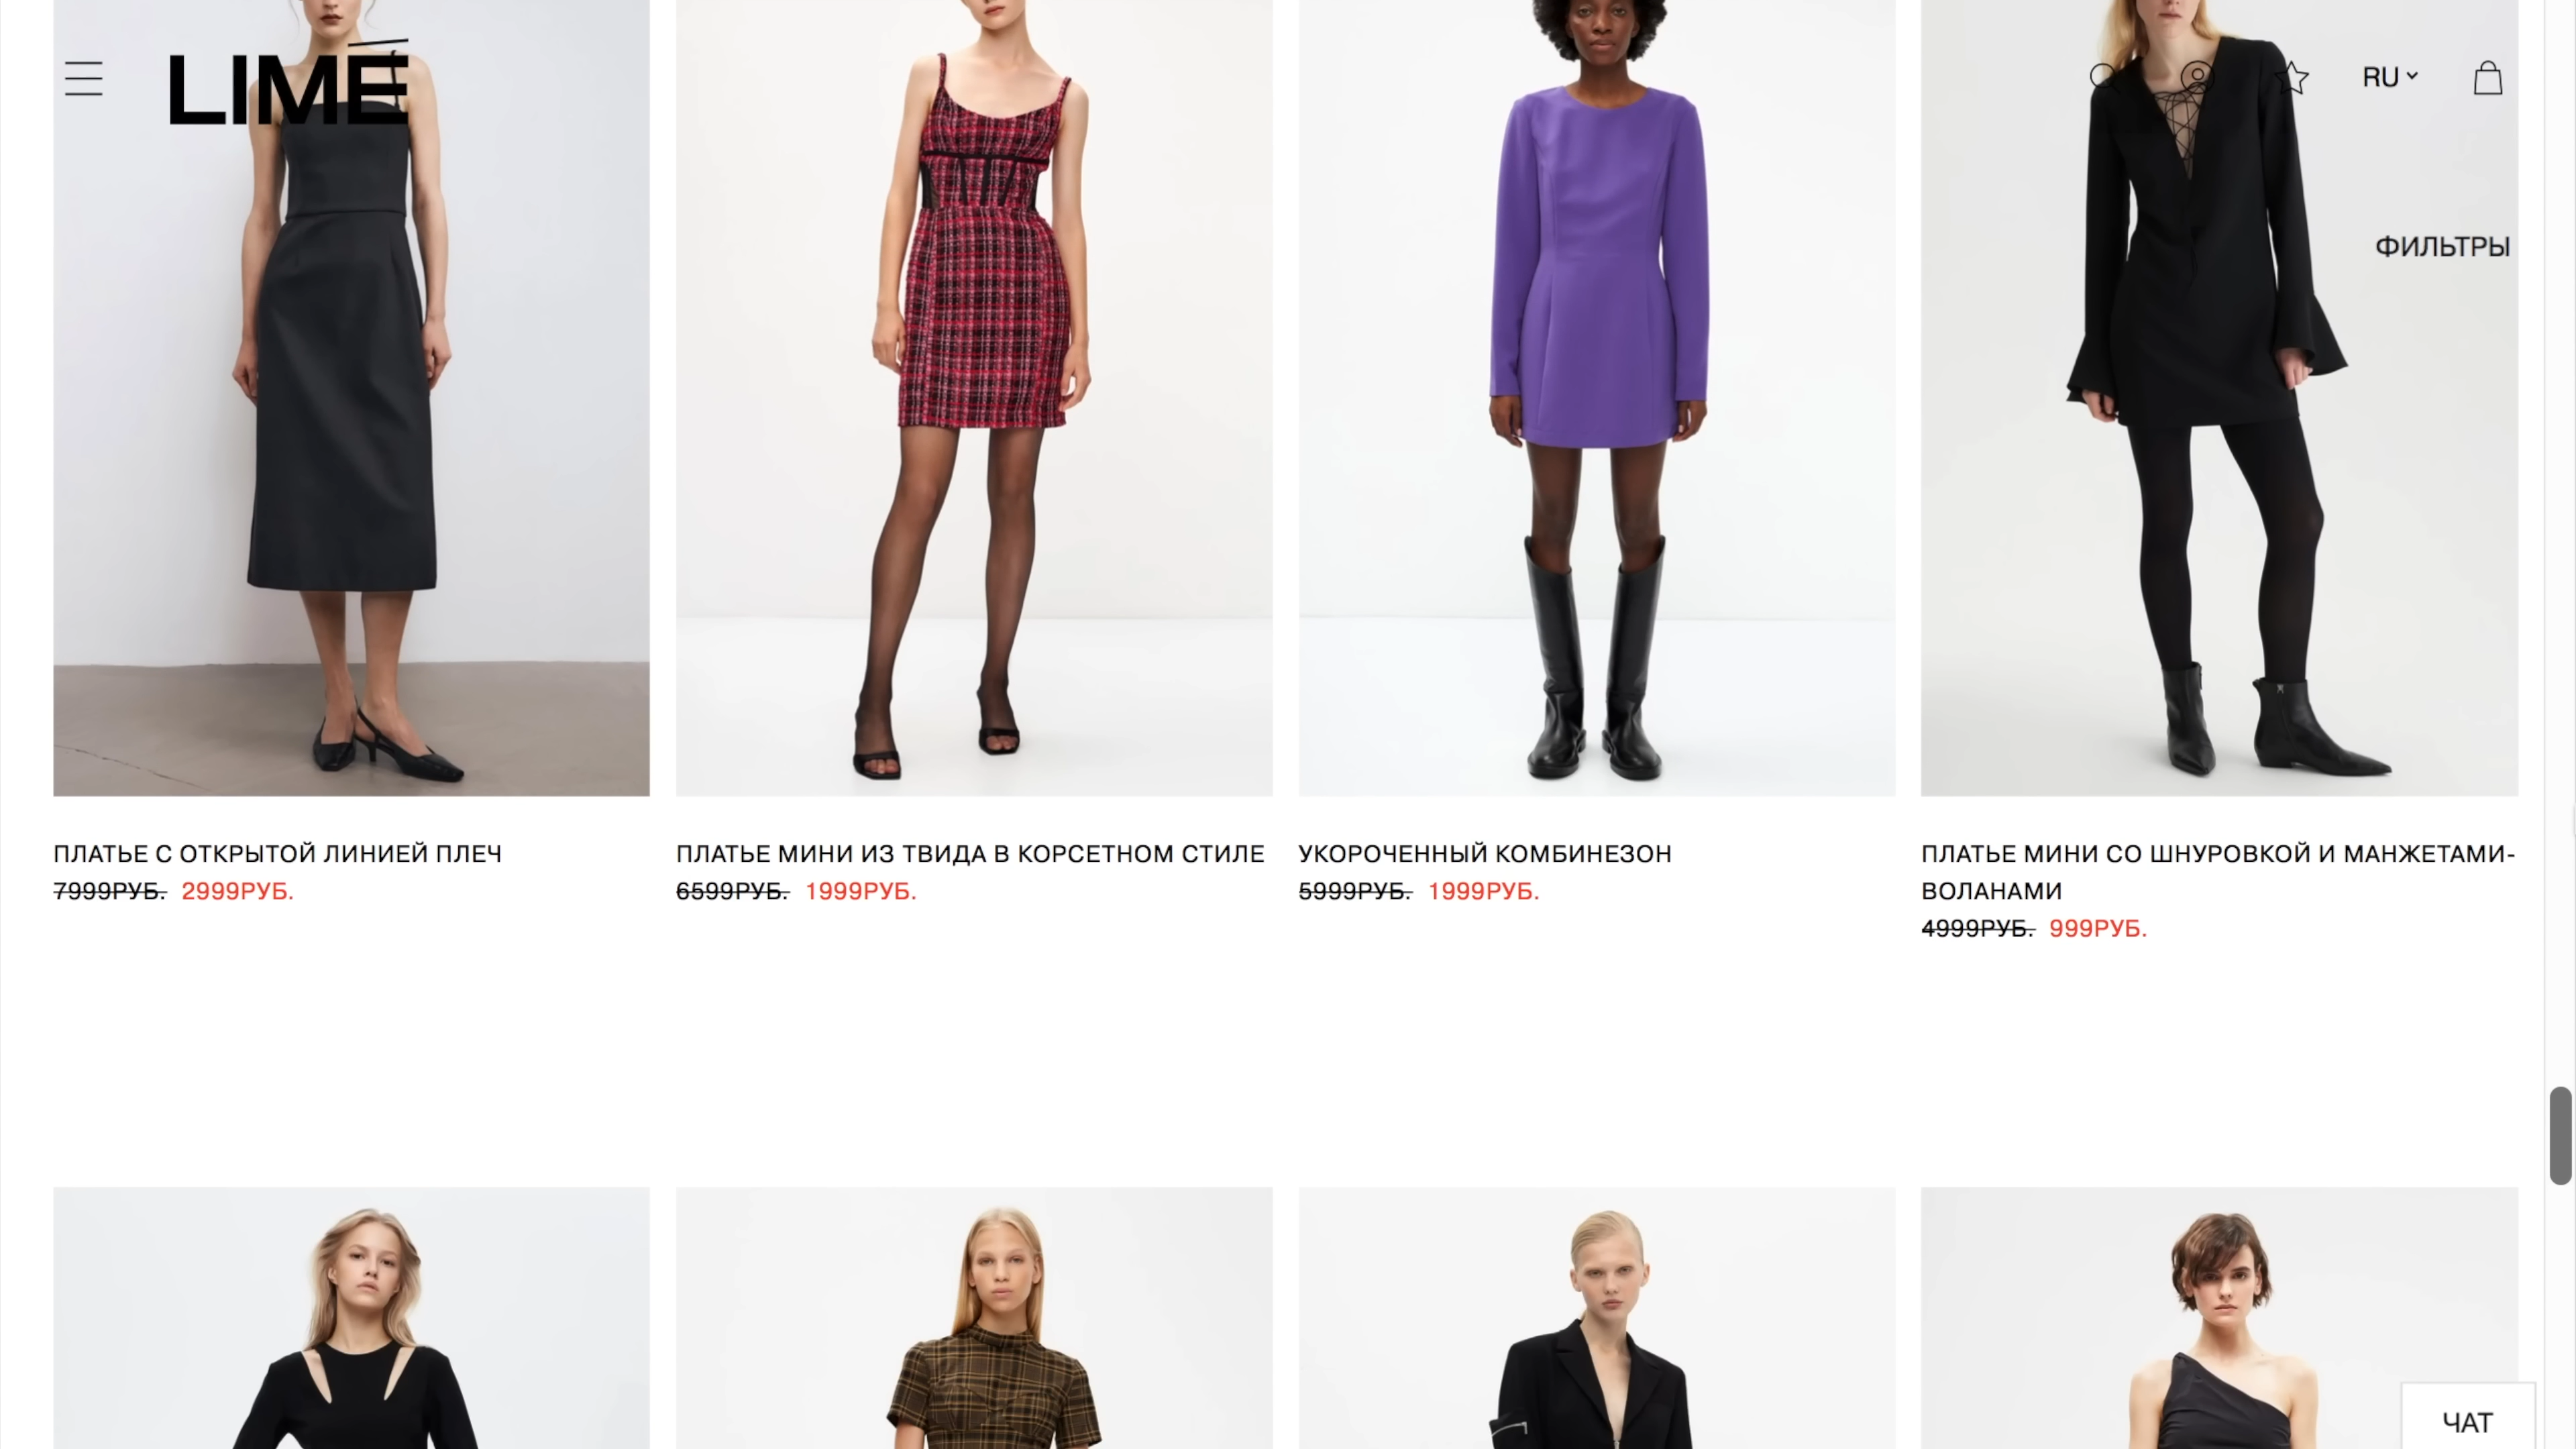 LIMÉ
RU
ФИЛЬТРЫ
ПЛАТЬЕ С ОТКРЫТОЙ ЛИНИЕЙ ПЛЕЧ
7999РУБ. 2999РУБ.
ПЛАТЬЕ МИНИ ИЗ ТВИДА В КОРСЕТНОМ СТИЛЕ
6599РУБ. 1999РУБ.
УКОРОЧЕННЫЙ КОМБИНЕЗОН
5999РУБ. 1999РУБ.
ПЛАТЬЕ МИНИ СО ШНУРОВКОЙ И МАНЖЕТАМИ-
ВОЛАНАМИ
4999РУБ. 999РУБ.
ЧАТ